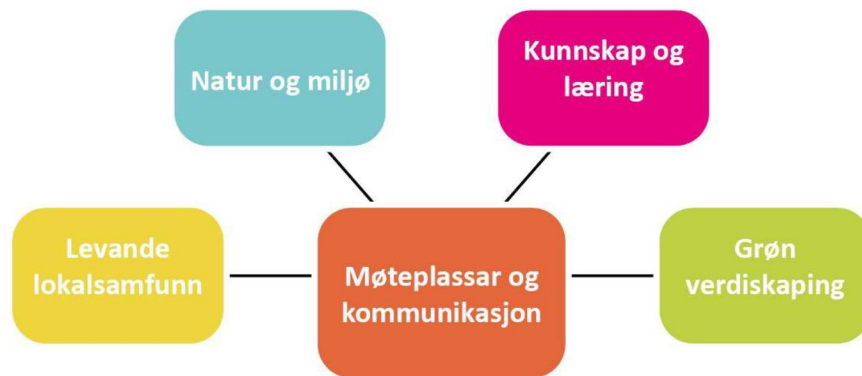 Natur og miljø
Kunnskap og
læring
Levande
lokalsamfunn
Møteplassar og
kommunikasjon
Grøn
verdiskaping